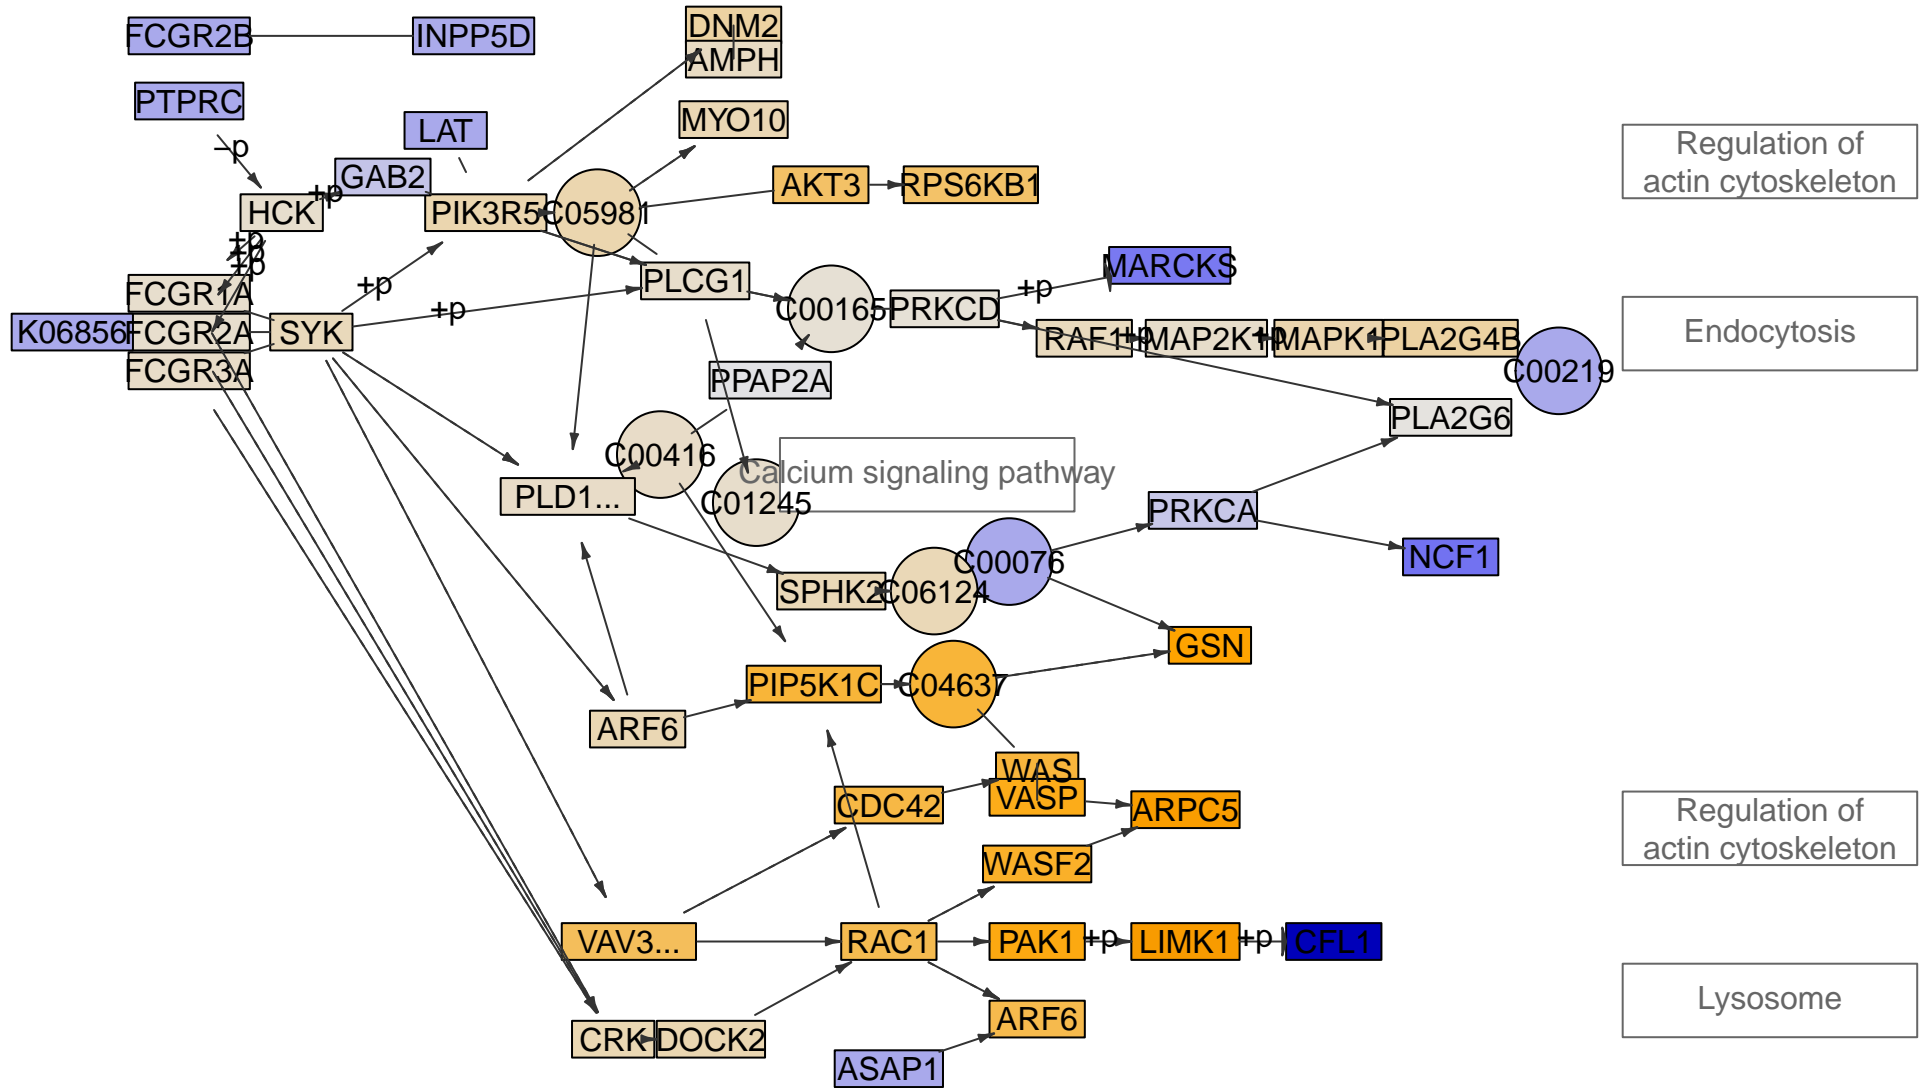 FCGR2B
INPP5D
DNM2
AMPH
PTPRC
LAT
MYO10
Regulation of
actin cytoskeleton
–p
GAB2
+p
HCK
PIK3R5
C05981
AKT3
RPS6KB1
+p
+p
+p
PLCG1
MARCKS
FCGR1A
+p
+p
+p
C00165
PRKCD
K06856
FCGR2A
SYK
RAF1
+p
MAP2K1
+p
MAPK1
PLA2G4B
Endocytosis
FCGR3A
PPAP2A
C00219
PLA2G6
C00416
Calcium signaling pathway
PLD1...
C01245
PRKCA
C00076
NCF1
SPHK2
C06124
GSN
PIP5K1C
C04637
ARF6
WAS
VASP
CDC42
ARPC5
Regulation of
actin cytoskeleton
WASF2
VAV3...
RAC1
PAK1
+p
LIMK1
+p
CFL1
Lysosome
ARF6
CRK
DOCK2
ASAP1